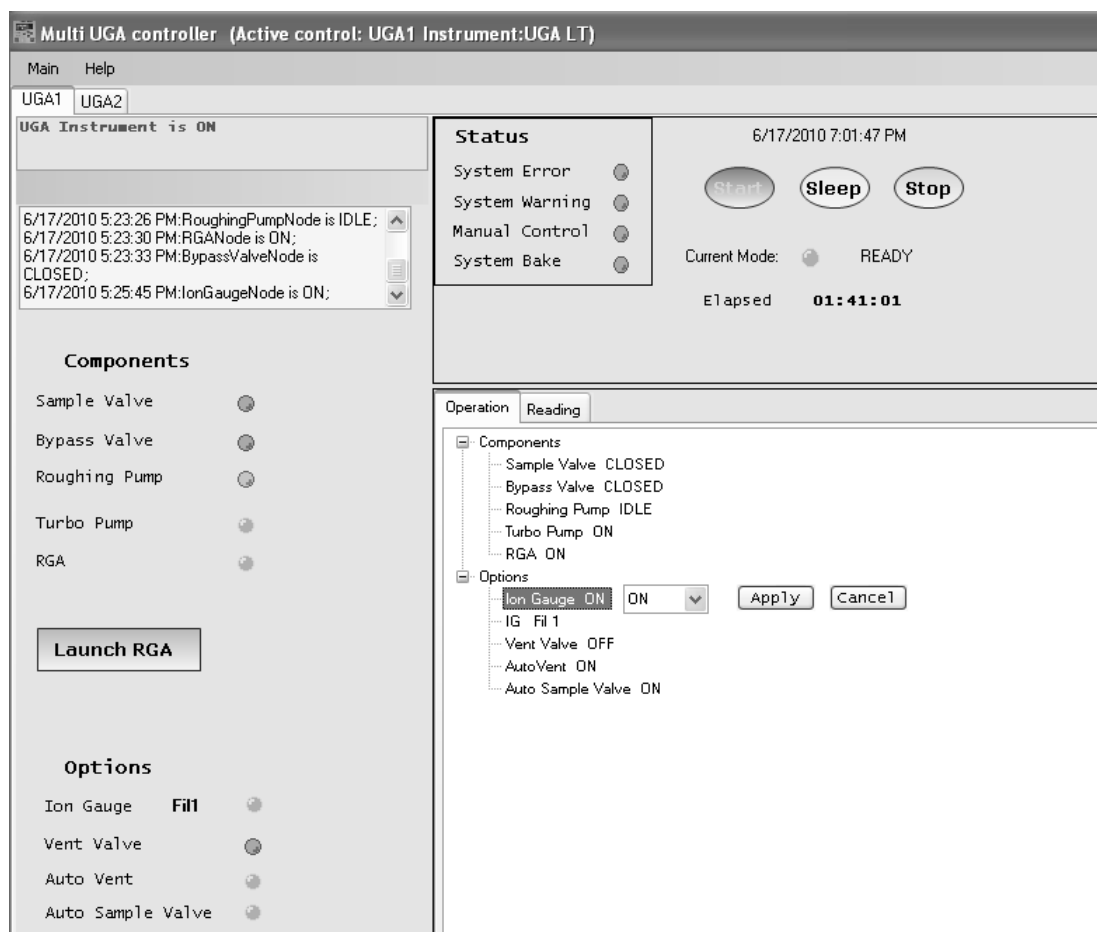 Multi UGA controller (Active control: UGA1 Instrument:UGA LT)
Main Help
UGA1 UGA2
UGA Instrument is ON
6/17/2010 5:23:26 PM:RoughingPumpNode is IDLE;
6/17/2010 5:23:30 PM:RGANode is ON;
6/17/2010 5:23:33 PM:BypassValveNode is
CLOSED;
6/17/2010 5:25:45 PM:IonGaugeNode is ON;
Components
Sample Valve
Bypass Valve
Roughing Pump
Turbo Pump
RGA
Launch RGA
Options
Ion Gauge Fil1
Vent Valve
Auto Vent
Auto Sample Valve
Status
System Error
System Warning
Manual Control
System Bake
6/17/2010 7:01:47 PM
Start Sleep Stop
Current Mode: READY
Elapsed 01:41:01
Operation Reading
Components
Sample Valve CLOSED
Bypass Valve CLOSED
Roughing Pump IDLE
Turbo Pump ON
RGA ON
Options
Ion Gauge ON ON Apply Cancel
IG Fil 1
Vent Valve OFF
AutoVent ON
Auto Sample Valve ON